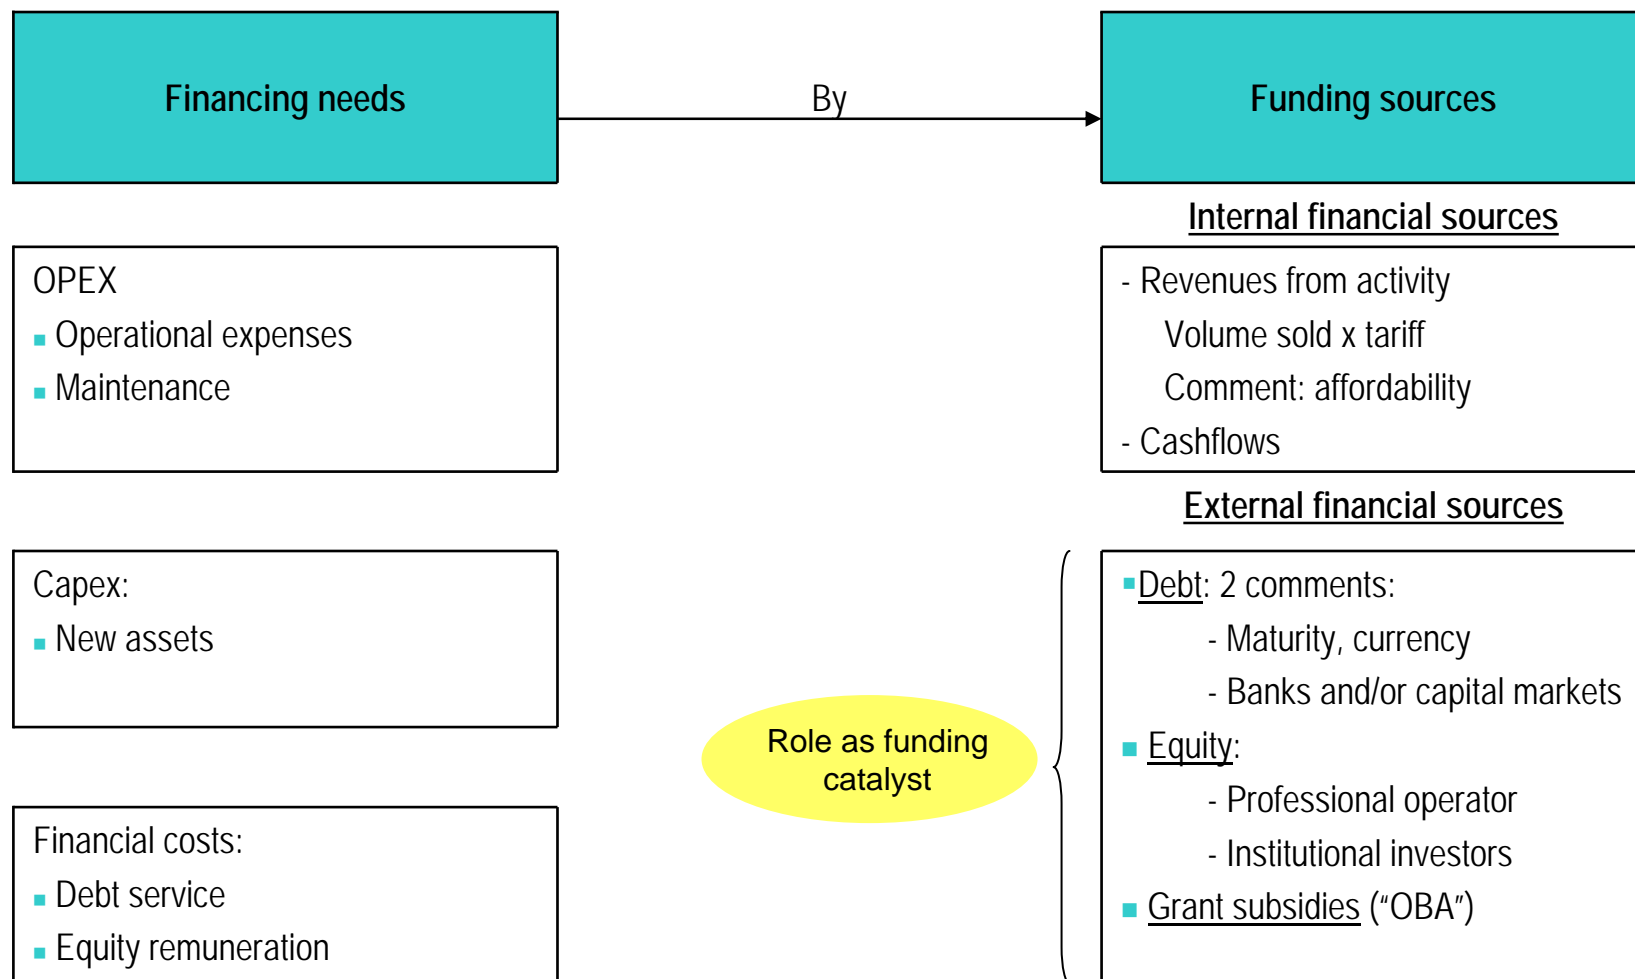 Financing needs
By
Funding sources
Internal financial sources
OPEX
Operational expenses
Maintenance
- Revenues from activity
Volume sold x tariff
Comment: affordability
- Cashflows
External financial sources
Capex:
New assets
Role as funding
catalyst
Financial costs:
Debt service
Equity remuneration
Debt: 2 comments:
- Maturity, currency
- Banks and/or capital markets
Equity:
- Professional operator
- Institutional investors
Grant subsidies (“OBA”)